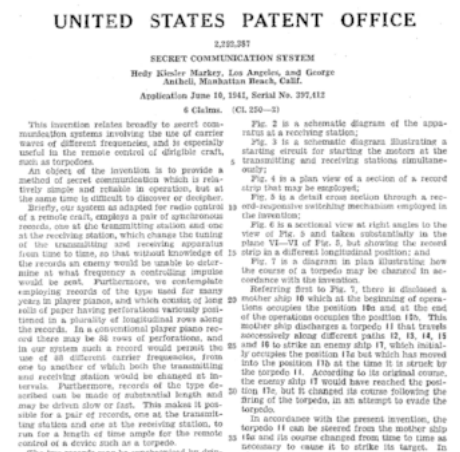 UNITED STATES PATENT OFFICE
2,292,387
SECRET COMMUNICATION SYSTEM
Hedy Kiesler Markey, Los Angeles, and George
Antheil, Manhattan Beach, Calif.
Application June 10, 1941, Serial No. 397,412
6 Claims. (Cl. 250—2)
This invention relates broadly to secret com-
munication systems involving the use of carrier
waves of different frequencies, and is especially
useful in the remote control of dirigible craft,
such as torpedoes.
An object of the invention is to provide a
method of secret communication which is rela-
tively simple and reliable in operation, but at
the same time is difficult to discover or decipher.
Briefly, our system as adapted for radio control
of a remote craft, employs a pair of synchronous
records, one at the transmitting station and one
at the receiving station, which change the tuning
of the transmitting and receiving apparatus
from time to time, so that without knowledge of
the records an enemy would be unable to deter-
mine at what frequency a controlling impulse
would be sent. Furthermore, we contemplate
employing records of the type used for many
years in player pianos, and which consist of long
rolls of paper having perforations variously posi-
tioned in a plurality of longitudinal rows along
the records. In a conventional player piano rec-
ord there may be 88 rows of perforations, and
in our system such a record would permit the
use of 88 different carrier frequencies, from
one to another of which both the transmitting
and receiving station would be changed at in-
tervals. Furthermore, records of the type de-
scribed can be made of substantial length and
may be driven slow or fast. This makes it pos-
sible for a pair of records, one at the transmit-
ting station and one at the receiving station, to
run for a length of time ample for the remote
control of a device such as a torpedo.
Fig. 2 is a schematic diagram of the appa-
ratus at a receiving station;
Fig. 3 is a schematic diagram illustrating a
starting circuit for starting the motors at the
5 transmitting and receiving stations simultane-
ously;
Fig. 4 is a plan view of a section of a record
strip that may be employed;
Fig. 5 is a detail cross section through a rec-
10 ord-responsive switching mechanism employed in
the invention;
Fig. 6 is a sectional view at right angles to the
view of Fig. 5 and taken substantially in the
plane VI—VI of Fig. 5, but showing the record
15 strip in a different longitudinal position; and
Fig. 7 is a diagram in plan illustrating how
the course of a torpedo may be changed in ac-
cordance with the invention.
Referring first to Fig. 7, there is disclosed a
20 mother ship 10 which at the beginning of opera-
tions occupies the position 10a and at the end
of the operations occupies the position 10b. This
mother ship discharges a torpedo 11 that travels
successively along different paths 12, 13, 14, 15
25 and 16 to strike an enemy ship 17, which initial-
ly occupies the position 17a but which has moved
into the position 17b at the time it is struck by
the torpedo 11. According to its original course,
the enemy ship 17 would have reached the posi-
30 tion 17c, but it changed its course following the
firing of the torpedo, in an attempt to evade the
torpedo.
In accordance with the present invention, the
torpedo 11 can be steered from the mother ship
35 10a and its course changed from time to time as
necessary to cause it to strike its target. In